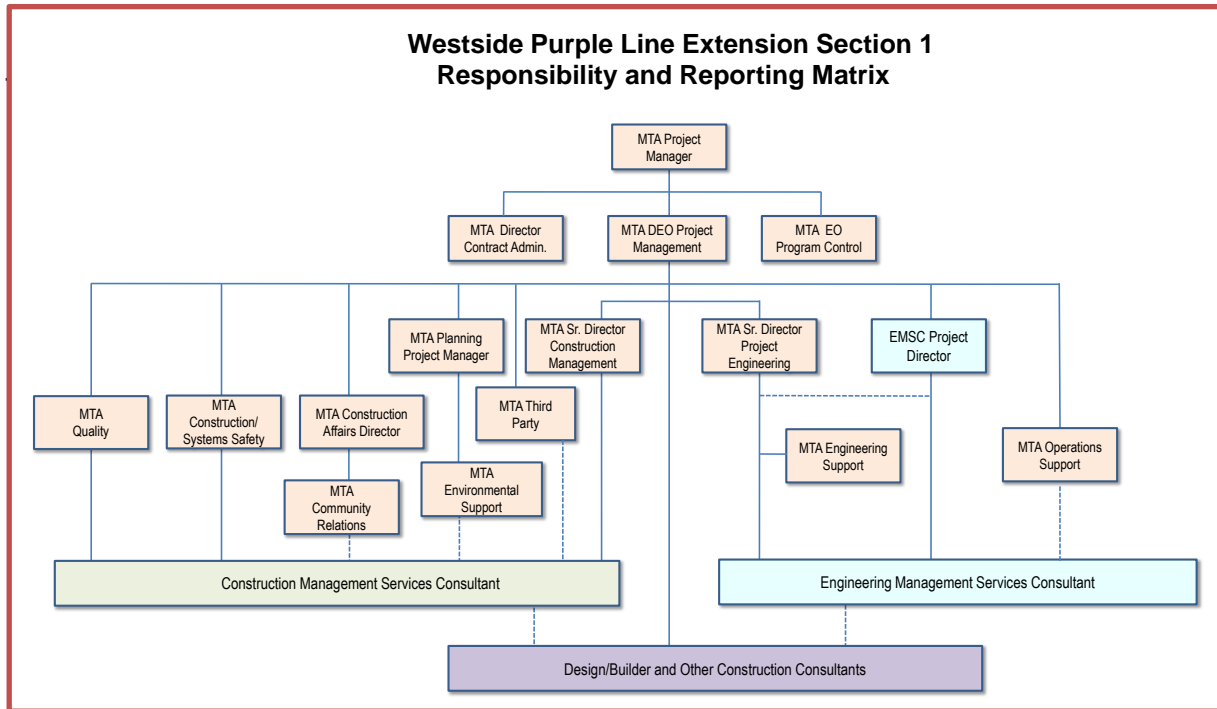 Westside Purple Line Extension Section 1
Responsibility and Reporting Matrix
MTA Project
Manager
MTA Director
Contract Admin.
MTA DEO Project
Management
MTA EO
Program Control
MTA Planning
Project Manager
MTA Sr. Director
Construction
Management
MTA Sr. Director
Project
Engineering
EMSC Project
Director
MTA
Quality
MTA
Construction/
Systems Safety
MTA Construction
Affairs Director
MTA Third
Party
MTA Engineering
Support
MTA Operations
Support
MTA
Community
Relations
MTA
Environmental
Support
Construction Management Services Consultant
Engineering Management Services Consultant
Design/Builder and Other Construction Consultants